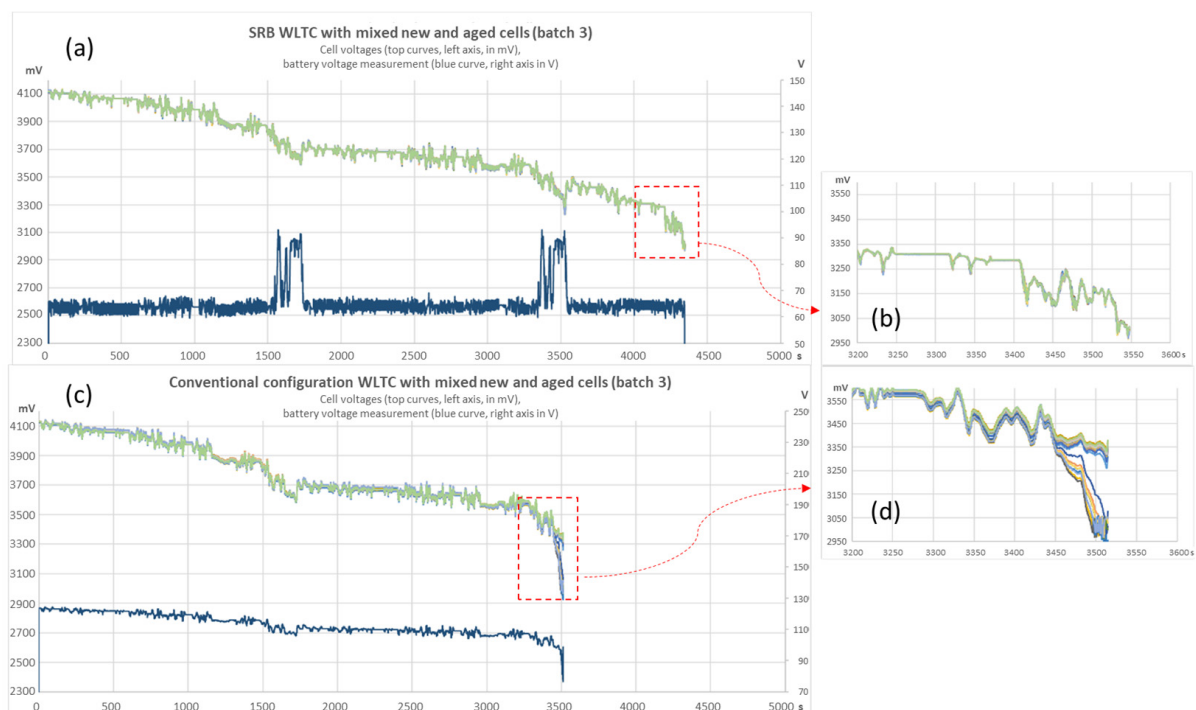 (a)
SRB WLTC with mixed new and aged cells (batch 3)
Cell voltages (top curves, left axis, in mV),
battery voltage measurement (blue curve, right axis in V)
mV
V
4100
3900
3700
3500
3300
3100
2900
2700
2500
2300
150
140
130
120
110
100
90
80
70
60
50
0 500 1000 1500 2000 2500 3000 3500 4000 4500 5000 s
(b)
mV
3550
3450
3350
3250
3150
3050
2950
3200 3250 3300 3350 3400 3450 3500 3550 3600 s
(c)
Conventional configuration WLTC with mixed new and aged cells (batch 3)
Cell voltages (top curves, left axis, in mV),
battery voltage measurement (blue curve, right axis in V)
mV
V
4100
3900
3700
3500
3300
3100
2900
2700
2500
2300
250
230
210
190
170
150
130
110
90
70
0 500 1000 1500 2000 2500 3000 3500 4000 4500 5000 s
(d)
mV
3550
3450
3350
3250
3150
3050
2950
3200 3250 3300 3350 3400 3450 3500 3550 3600 s